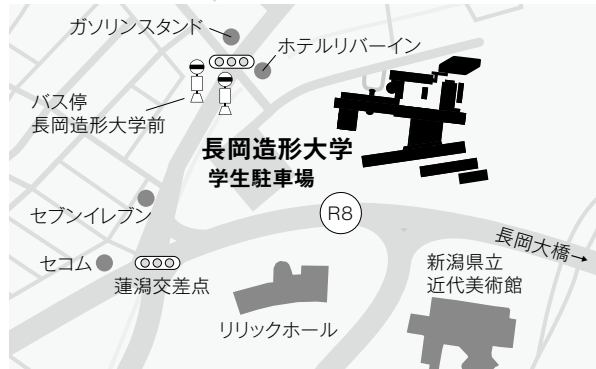 ガソリンスタンド
ホテルリバーイン
バス停
長岡造形大学前
長岡造形大学
学生駐車場
セブンイレブン
R8
長岡大橋→
セコム
蓮潟交差点
新潟県立
近代美術館
リリックホール